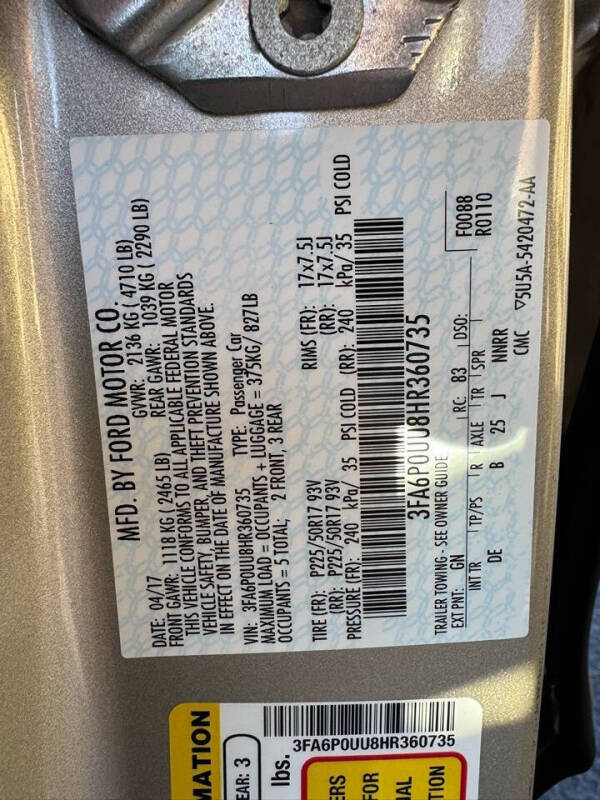 MFD. BY FORD MOTOR CO.
DATE: 04/17 GVWR: 2136 KG ( 4710 LB)
FRONT GAWR: 1118 KG ( 2465 LB) REAR GAWR: 1039 KG ( 2290 LB)
THIS VEHICLE CONFORMS TO ALL APPLICABLE FEDERAL MOTOR
VEHICLE SAFETY, BUMPER, AND THEFT PREVENTION STANDARDS
IN EFFECT ON THE DATE OF MANUFACTURE SHOWN ABOVE.
VIN: 3FA6P0UU8HR360735 TYPE: Passenger Car
MAXIMUM LOAD = OCCUPANTS + LUGGAGE = 375KG/ 827LB
OCCUPANTS = 5 TOTAL; 2 FRONT, 3 REAR
TIRE (FR): P225/50R17 93V RIMS (FR): 17x7.5J
(RR): P225/50R17 93V (RR): 17x7.5J
PRESSURE (FR): 240 kPa/ 35 PSI COLD (RR): 240 kPa/ 35 PSI COLD
3FA6P0UU8HR360735
TRAILER TOWING - SEE OWNER GUIDE F0088
EXT PNT: GN RC: 83 DSO: R0110
INT TR TP/PS R AXLE TR SPR
DE B 25 J NNRR
CMC ▽5U5A-5420472-AA
MATION
EAR: 3
lbs.
3FA6P0UU8HR360735
ERS
FOR
AL
TION